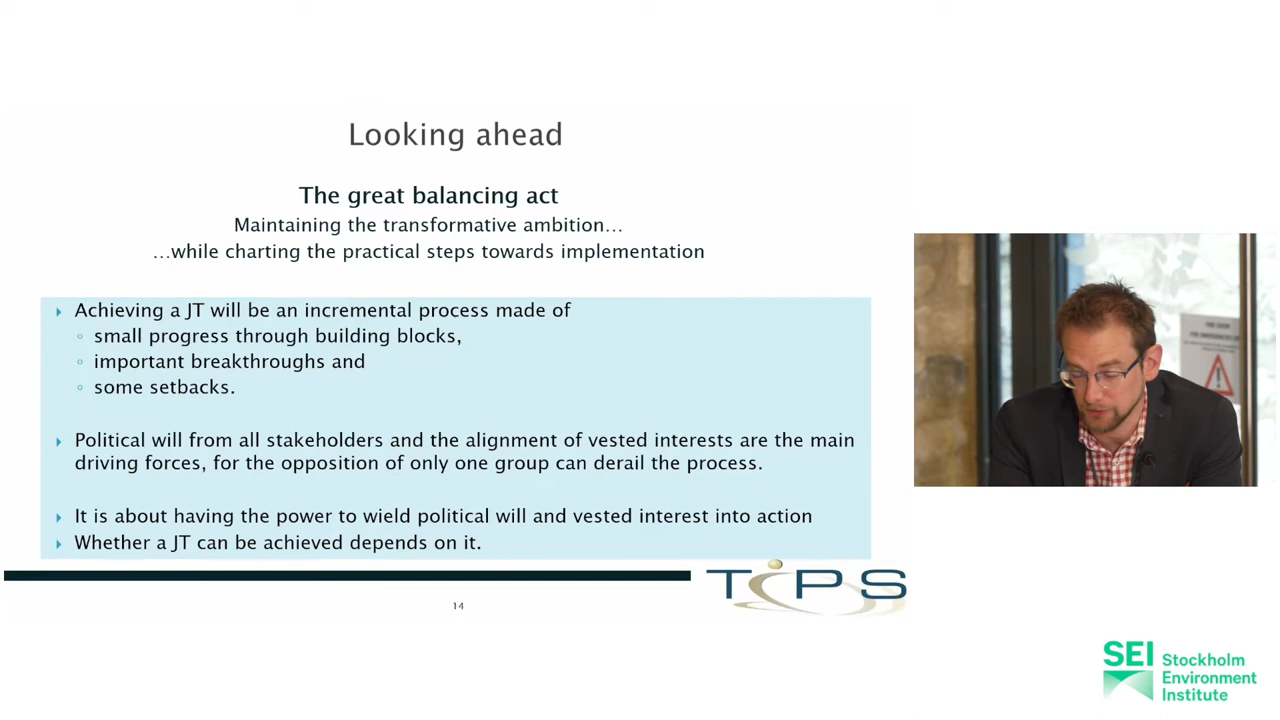 Looking ahead
The great balancing act
Maintaining the transformative ambition…
…while charting the practical steps towards implementation
Achieving a JT will be an incremental process made of
small progress through building blocks,
important breakthroughs and
some setbacks.
Political will from all stakeholders and the alignment of vested interests are the main
driving forces, for the opposition of only one group can derail the process.
It is about having the power to wield political will and vested interest into action
Whether a JT can be achieved depends on it.
TIPS
14
SEI Stockholm
Environment
Institute